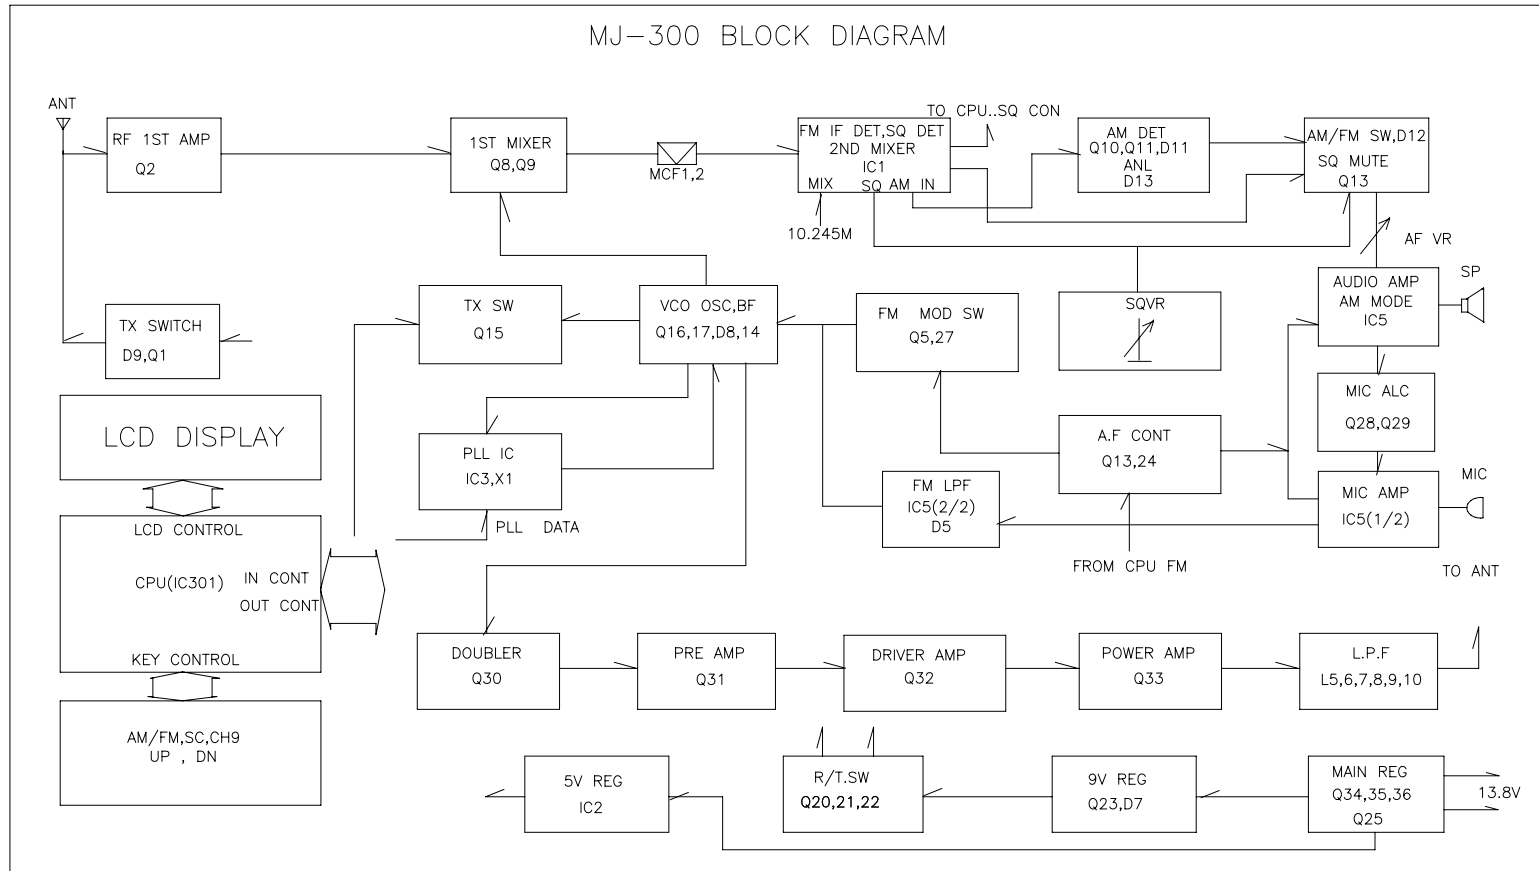 MJ-300 BLOCK DIAGRAM
ANT
RF 1ST AMP
Q2
1ST MIXER
Q8,Q9
MCF1,2
FM IF DET,SQ DET
2ND MIXER
IC1
MIX
SQ
AM IN
10.245M
TO CPU..SQ CON
AM DET
Q10,Q11,D11
ANL
D13
AM/FM SW,D12
SQ MUTE
Q13
AF VR
TX SWITCH
D9,Q1
TX SW
Q15
VCO OSC,BF
Q16,17,D8,14
FM MOD SW
Q5,27
SQVR
AUDIO AMP
AM MODE
IC5
SP
MIC ALC
Q28,Q29
LCD DISPLAY
PLL IC
IC3,X1
PLL DATA
A.F CONT
Q13,24
FM LPF
IC5(2/2)
D5
MIC AMP
IC5(1/2)
MIC
FROM CPU FM
TO ANT
LCD CONTROL
CPU(IC301)
IN CONT
OUT CONT
KEY CONTROL
DOUBLER
Q30
PRE AMP
Q31
DRIVER AMP
Q32
POWER AMP
Q33
L.P.F
L5,6,7,8,9,10
AM/FM,SC,CH9
UP , DN
5V REG
IC2
R/T.SW
Q20,21,22
9V REG
Q23,D7
MAIN REG
Q34,35,36
Q25
13.8V